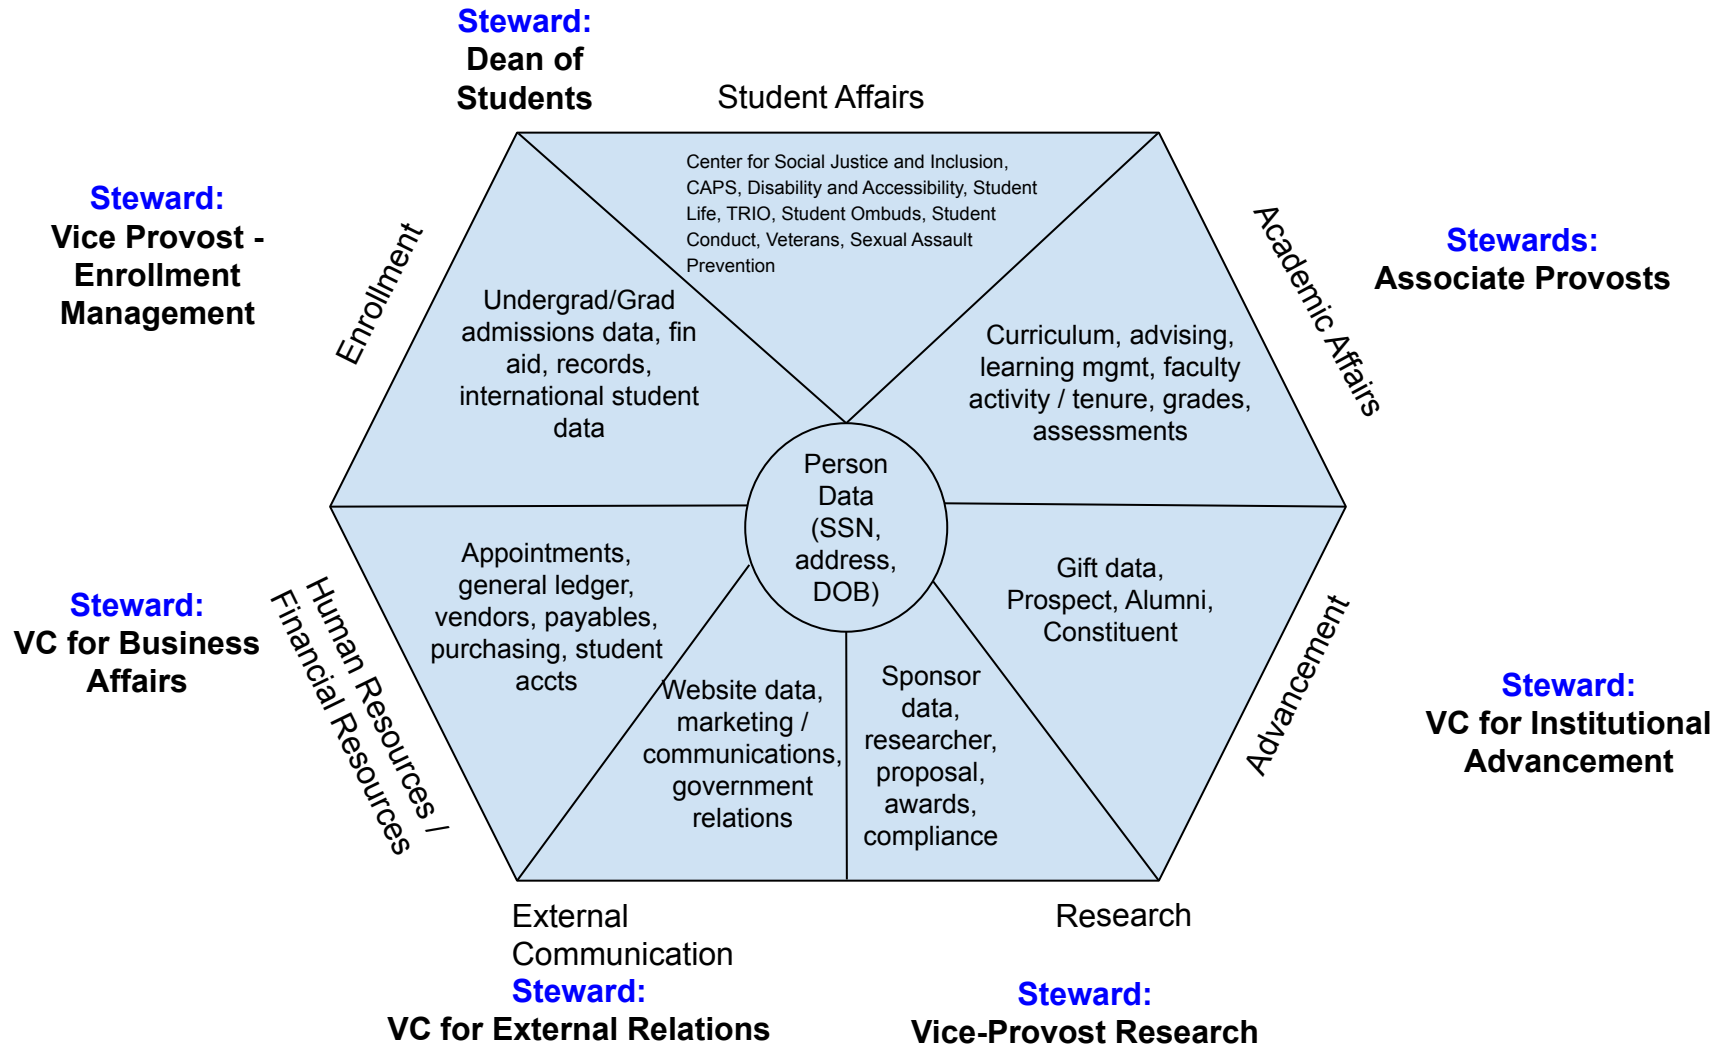 Steward:
Dean of
Students
Student Affairs
Center for Social Justice and Inclusion,
CAPS, Disability and Accessibility, Student
Life, TRIO, Student Ombuds, Student
Conduct, Veterans, Sexual Assault
Prevention
Steward:
Vice Provost -
Enrollment
Management
Enrollment
Undergrad/Grad
admissions data, fin
aid, records,
international student
data
Curriculum, advising,
learning mgmt, faculty
activity / tenure, grades,
assessments
Academic Affairs
Stewards:
Associate Provosts
Person
Data
(SSN,
address,
DOB)
Steward:
VC for Business
Affairs
Human Resources /
Financial Resources
Appointments,
general ledger,
vendors, payables,
purchasing, student
accts
Website data,
marketing /
communications,
government
relations
Sponsor
data,
researcher,
proposal,
awards,
compliance
Gift data,
Prospect, Alumni,
Constituent
Advancement
Steward:
VC for Institutional
Advancement
External
Communication
Steward:
VC for External Relations
Research
Steward:
Vice-Provost Research